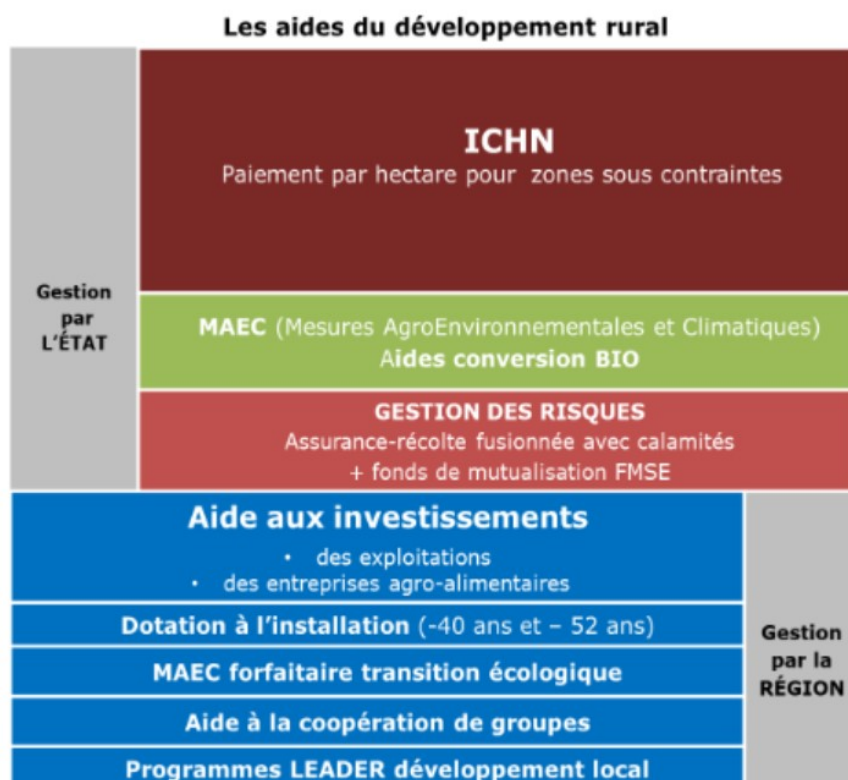 Les aides du développement rural
ICHN
Paiement par hectare pour zones sous contraintes
Gestion
par
L'ÉTAT
MAEC (Mesures AgroEnvironnementales et Climatiques)
Aides conversion BIO
GESTION DES RISQUES
Assurance-récolte fusionnée avec calamités
+ fonds de mutualisation FMSE
Aide aux investissements
• des exploitations
• des entreprises agro-alimentaires
Dotation à l'installation (-40 ans et – 52 ans)
MAEC forfaitaire transition écologique
Aide à la coopération de groupes
Programmes LEADER développement local
Gestion
par la
RÉGION